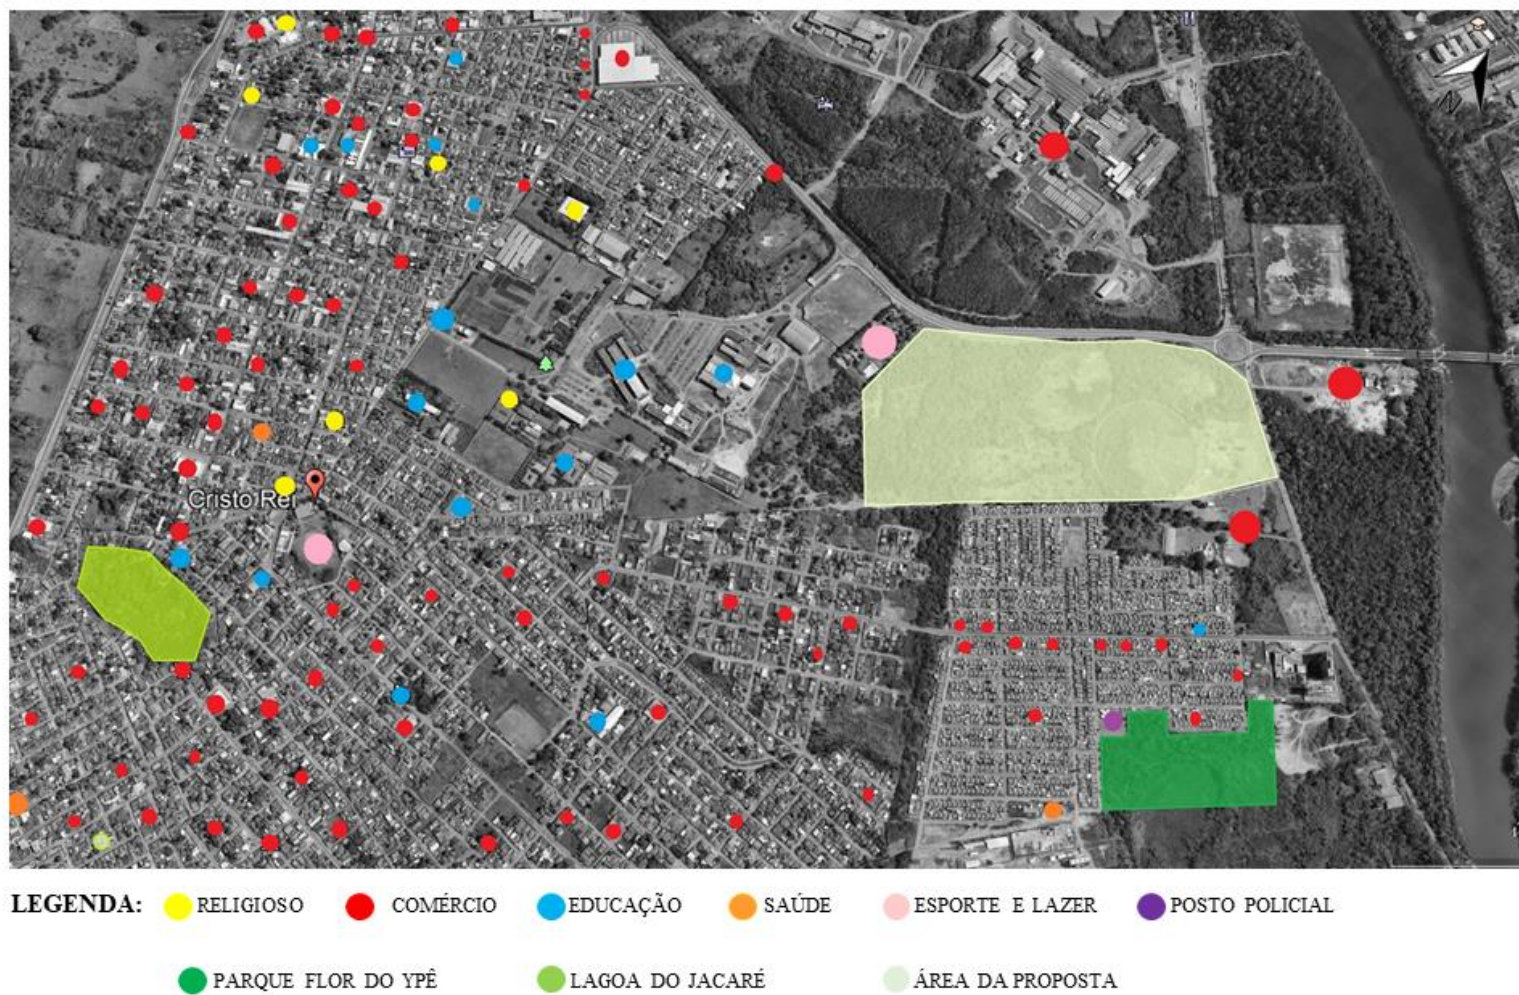 N
Cristo Rei
LEGENDA: RELIGIOSO COMÉRCIO EDUCAÇÃO SAÚDE ESPORTE E LAZER POSTO POLICIAL
PARQUE FLOR DO YPÊ LAGOA DO JACARÉ ÁREA DA PROPOSTA